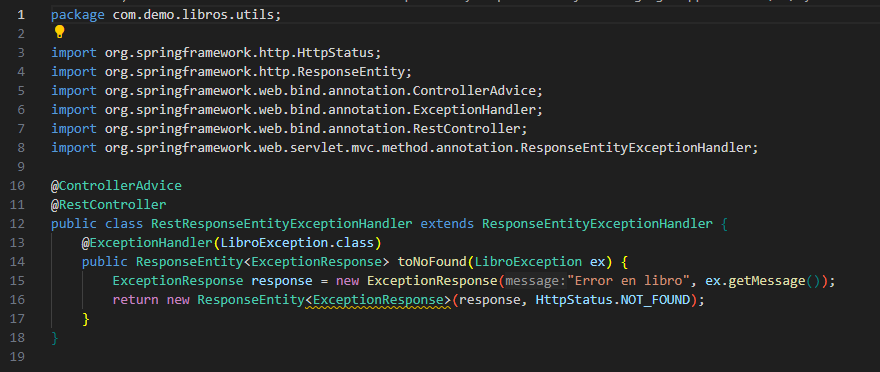 1 package com.demo.libros.utils;
2
3 import org.springframework.http.HttpStatus;
4 import org.springframework.http.ResponseEntity;
5 import org.springframework.web.bind.annotation.ControllerAdvice;
6 import org.springframework.web.bind.annotation.ExceptionHandler;
7 import org.springframework.web.bind.annotation.RestController;
8 import org.springframework.web.servlet.mvc.method.annotation.ResponseEntityExceptionHandler;
9
10 @ControllerAdvice
11 @RestController
12 public class RestResponseEntityExceptionHandler extends ResponseEntityExceptionHandler {
13     @ExceptionHandler(LibroException.class)
14     public ResponseEntity<ExceptionResponse> toNoFound(LibroException ex) {
15         ExceptionResponse response = new ExceptionResponse(message:"Error en libro", ex.getMessage());
16         return new ResponseEntity<ExceptionResponse>(response, HttpStatus.NOT_FOUND);
17     }
18 }
19